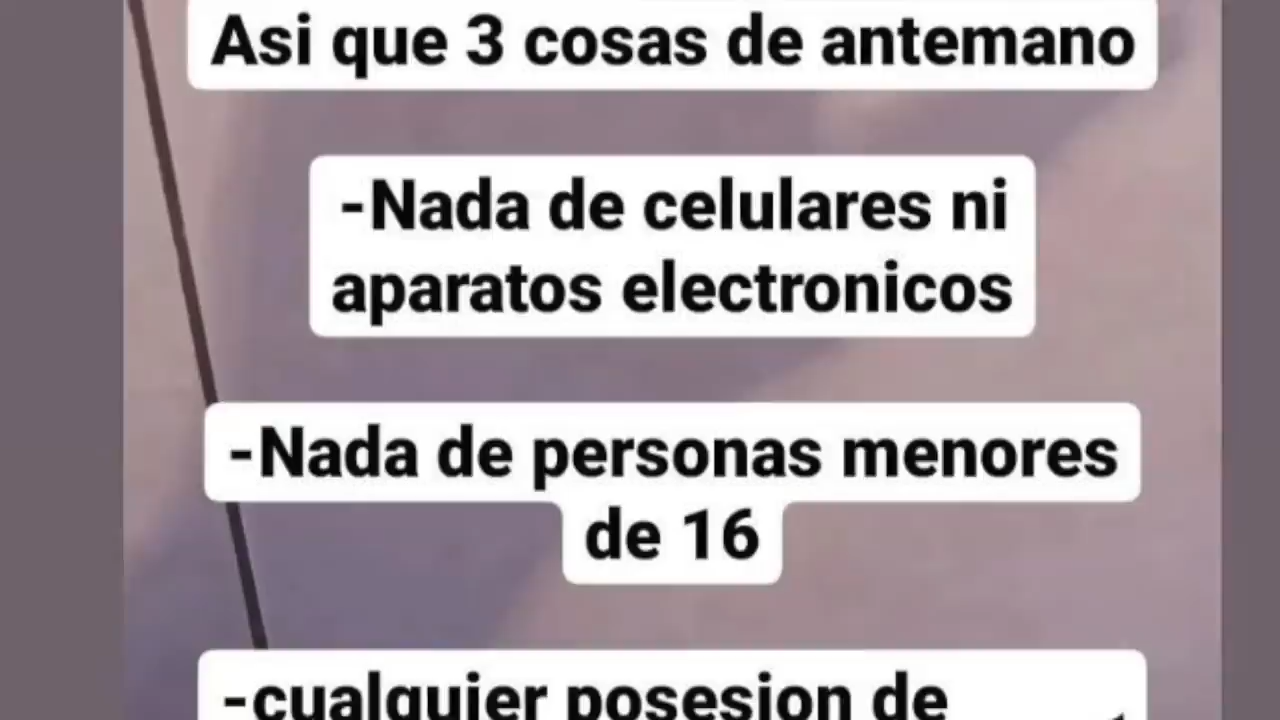 Asi que 3 cosas de antemano
-Nada de celulares ni
aparatos electronicos
-Nada de personas menores
de 16
-cualquier posesion de